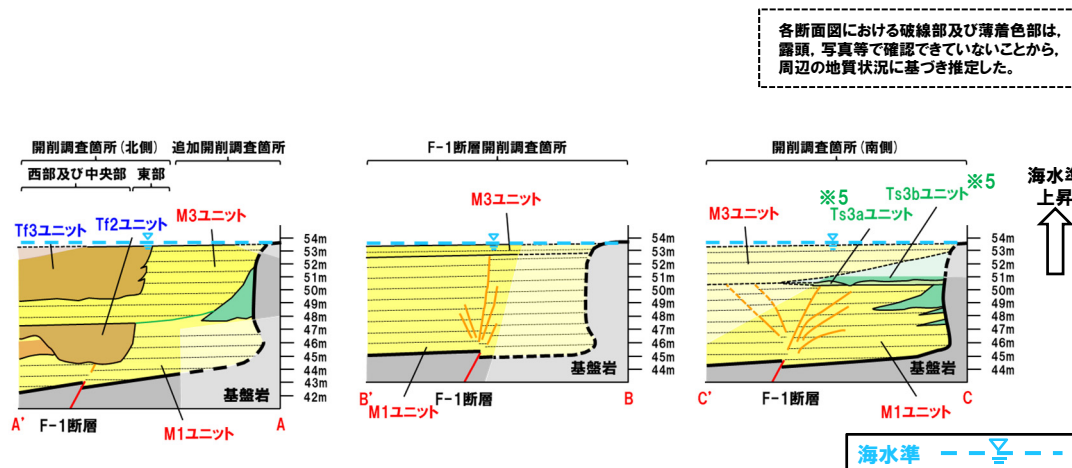 各断面図における破線部及び薄着色部は，
露頭，写真等で確認できていないことから，
周辺の地質状況に基づき推定した。
開削調査箇所（北側）
追加開削調査箇所
西部及び中央部
東部
Tf3ユニット
Tf2ユニット
M3ユニット
54m
53m
52m
51m
50m
49m
48m
47m
46m
45m
44m
43m
42m
基盤岩
A'
F-1断層
M1ユニット
A
F-1断層開削調査箇所
M3ユニット
54m
53m
52m
51m
50m
49m
48m
47m
46m
45m
44m
基盤岩
B'
M1ユニット
F-1断層
B
開削調査箇所（南側）
M3ユニット
※5
Ts3aユニット
Ts3bユニット
※5
54m
53m
52m
51m
50m
49m
48m
47m
46m
45m
44m
基盤岩
C'
F-1断層
M1ユニット
C
海水準
上昇
海水準